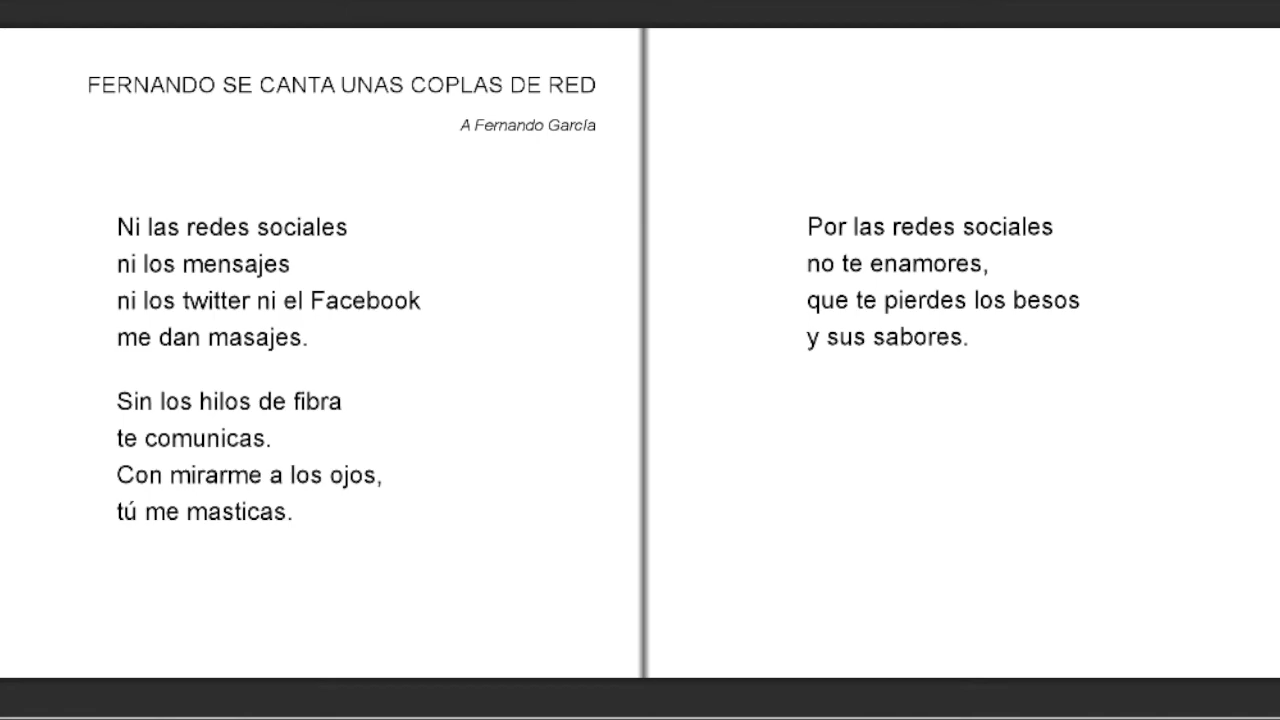 FERNANDO SE CANTA UNAS COPLAS DE RED
A Fernando García
Ni las redes sociales
ni los mensajes
ni los twitter ni el Facebook
me dan masajes.
Sin los hilos de fibra
te comunicas.
Con mirarme a los ojos,
tú me masticas.
Por las redes sociales
no te enamores,
que te pierdes los besos
y sus sabores.